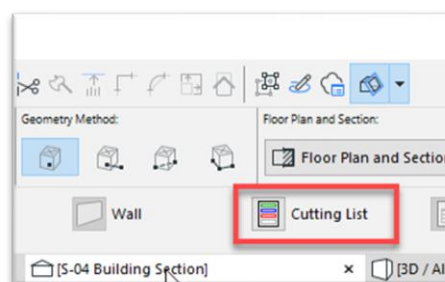 Geometry Method: Floor Plan and Section:
Floor Plan and Section
Wall Cutting List
[S-04 Building Section] × [3D / Al